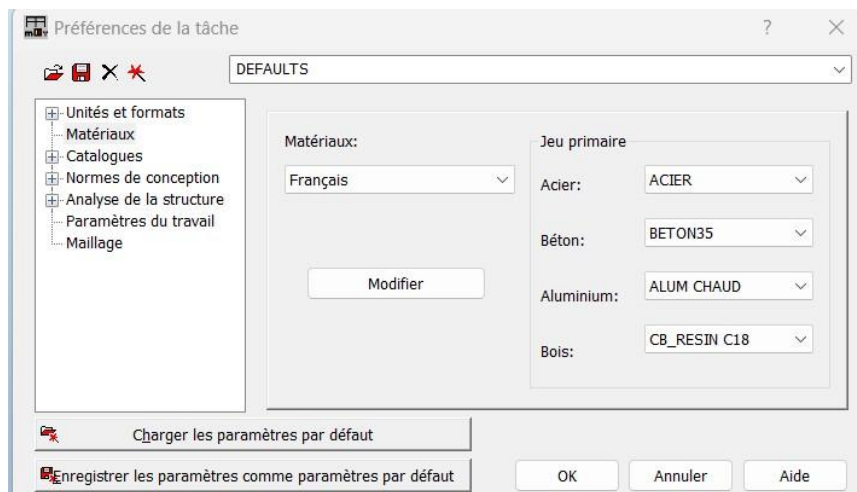 Préférences de la tâche
DEFAULTS
Unités et formats
Matériaux
Catalogues
Normes de conception
Analyse de la structure
Paramètres du travail
Maillage
Matériaux:
Français
Modifier
Jeu primaire
Acier: ACIER
Béton: BETON35
Aluminium: ALUM CHAUD
Bois: CB_RESIN C18
Charger les paramètres par défaut
Enregistrer les paramètres comme paramètres par défaut
OK Annuler Aide